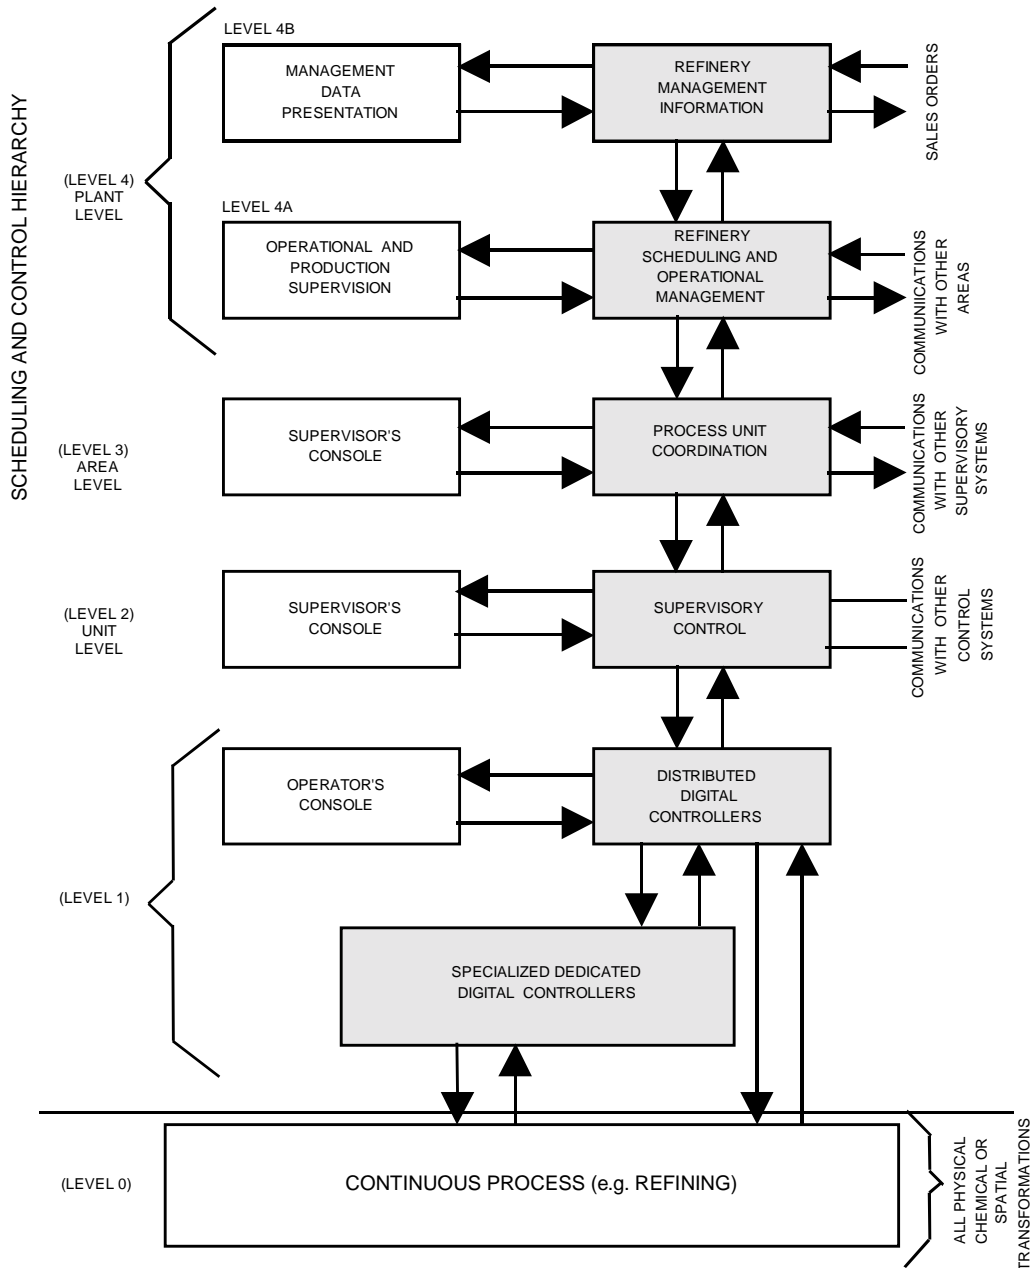 SCHEDULING AND CONTROL HIERARCHY
LEVEL 4B
MANAGEMENT
DATA
PRESENTATION
REFINERY
MANAGEMENT
INFORMATION
SALES ORDERS
(LEVEL 4)
PLANT
LEVEL
LEVEL 4A
OPERATIONAL AND
PRODUCTION
SUPERVISION
REFINERY
SCHEDULING AND
OPERATIONAL
MANAGEMENT
COMMUNIICATIONS
WITH OTHER
AREAS
(LEVEL 3)
AREA
LEVEL
SUPERVISOR'S
CONSOLE
PROCESS UNIT
COORDINATION
COMMUNICATIONS
WITH OTHER
SUPERVISORY
SYSTEMS
(LEVEL 2)
UNIT
LEVEL
SUPERVISOR'S
CONSOLE
SUPERVISORY
CONTROL
COMMUNICATIONS
WITH OTHER
CONTROL
SYSTEMS
(LEVEL 1)
OPERATOR'S
CONSOLE
DISTRIBUTED
DIGITAL
CONTROLLERS
SPECIALIZED DEDICATED
DIGITAL CONTROLLERS
(LEVEL 0)
CONTINUOUS PROCESS (e.g. REFINING)
ALL PHYSICAL
CHEMICAL OR
SPATIAL
TRANSFORMATIONS